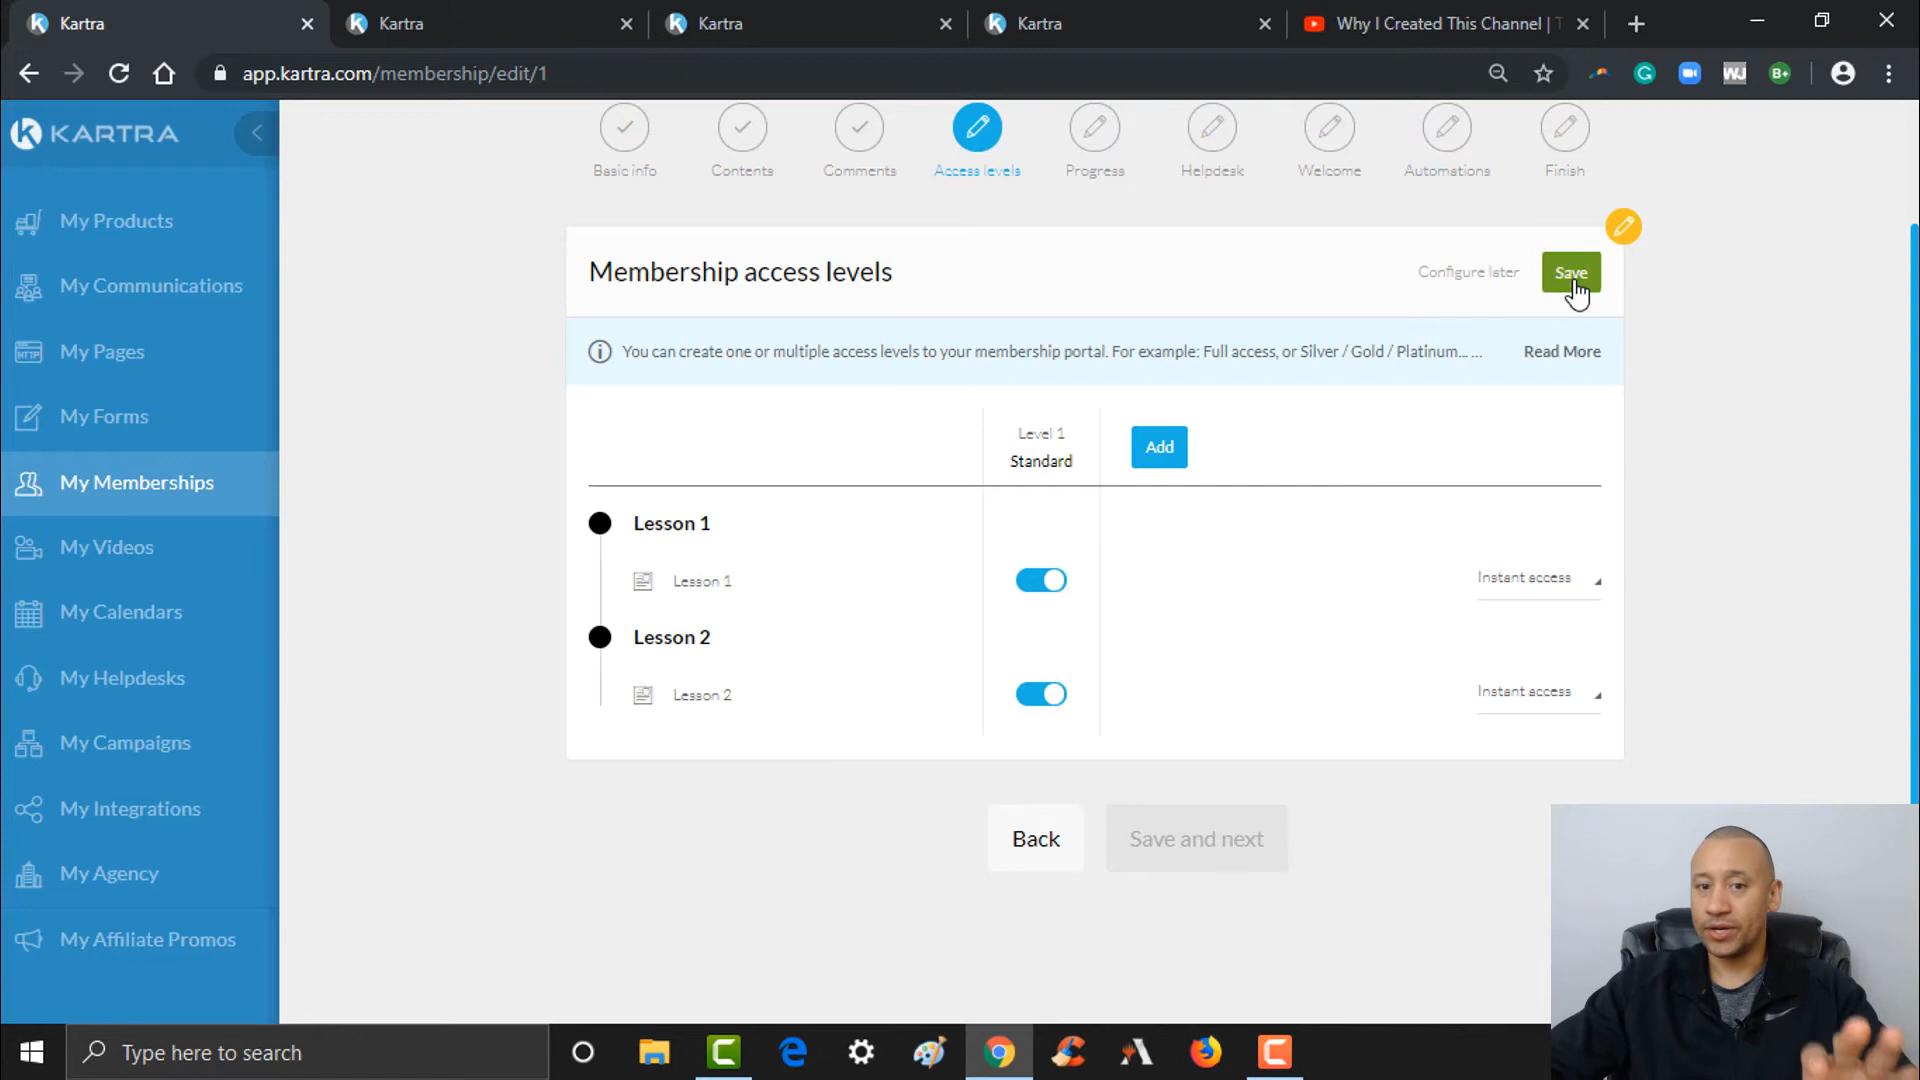 Kartra
Kartra
Kartra
Kartra
Why I Created This Channel | T
app.kartra.com/membership/edit/1
G
WJ
B+
KARTRA
My Products
My Communications
HTTP
My Pages
My Forms
My Memberships
My Videos
My Calendars
My Helpdesks
My Campaigns
My Integrations
My Agency
My Affiliate Promos
Basic info
Contents
Comments
Access levels
Progress
Helpdesk
Welcome
Automations
Finish
Membership access levels
Configure later
Save
You can create one or multiple access levels to your membership portal. For example: Full access, or Silver / Gold / Platinum... ...
Read More
Level 1
Standard
Add
Lesson 1
Lesson 1
Instant access
Lesson 2
Lesson 2
Instant access
Back
Save and next
Type here to search